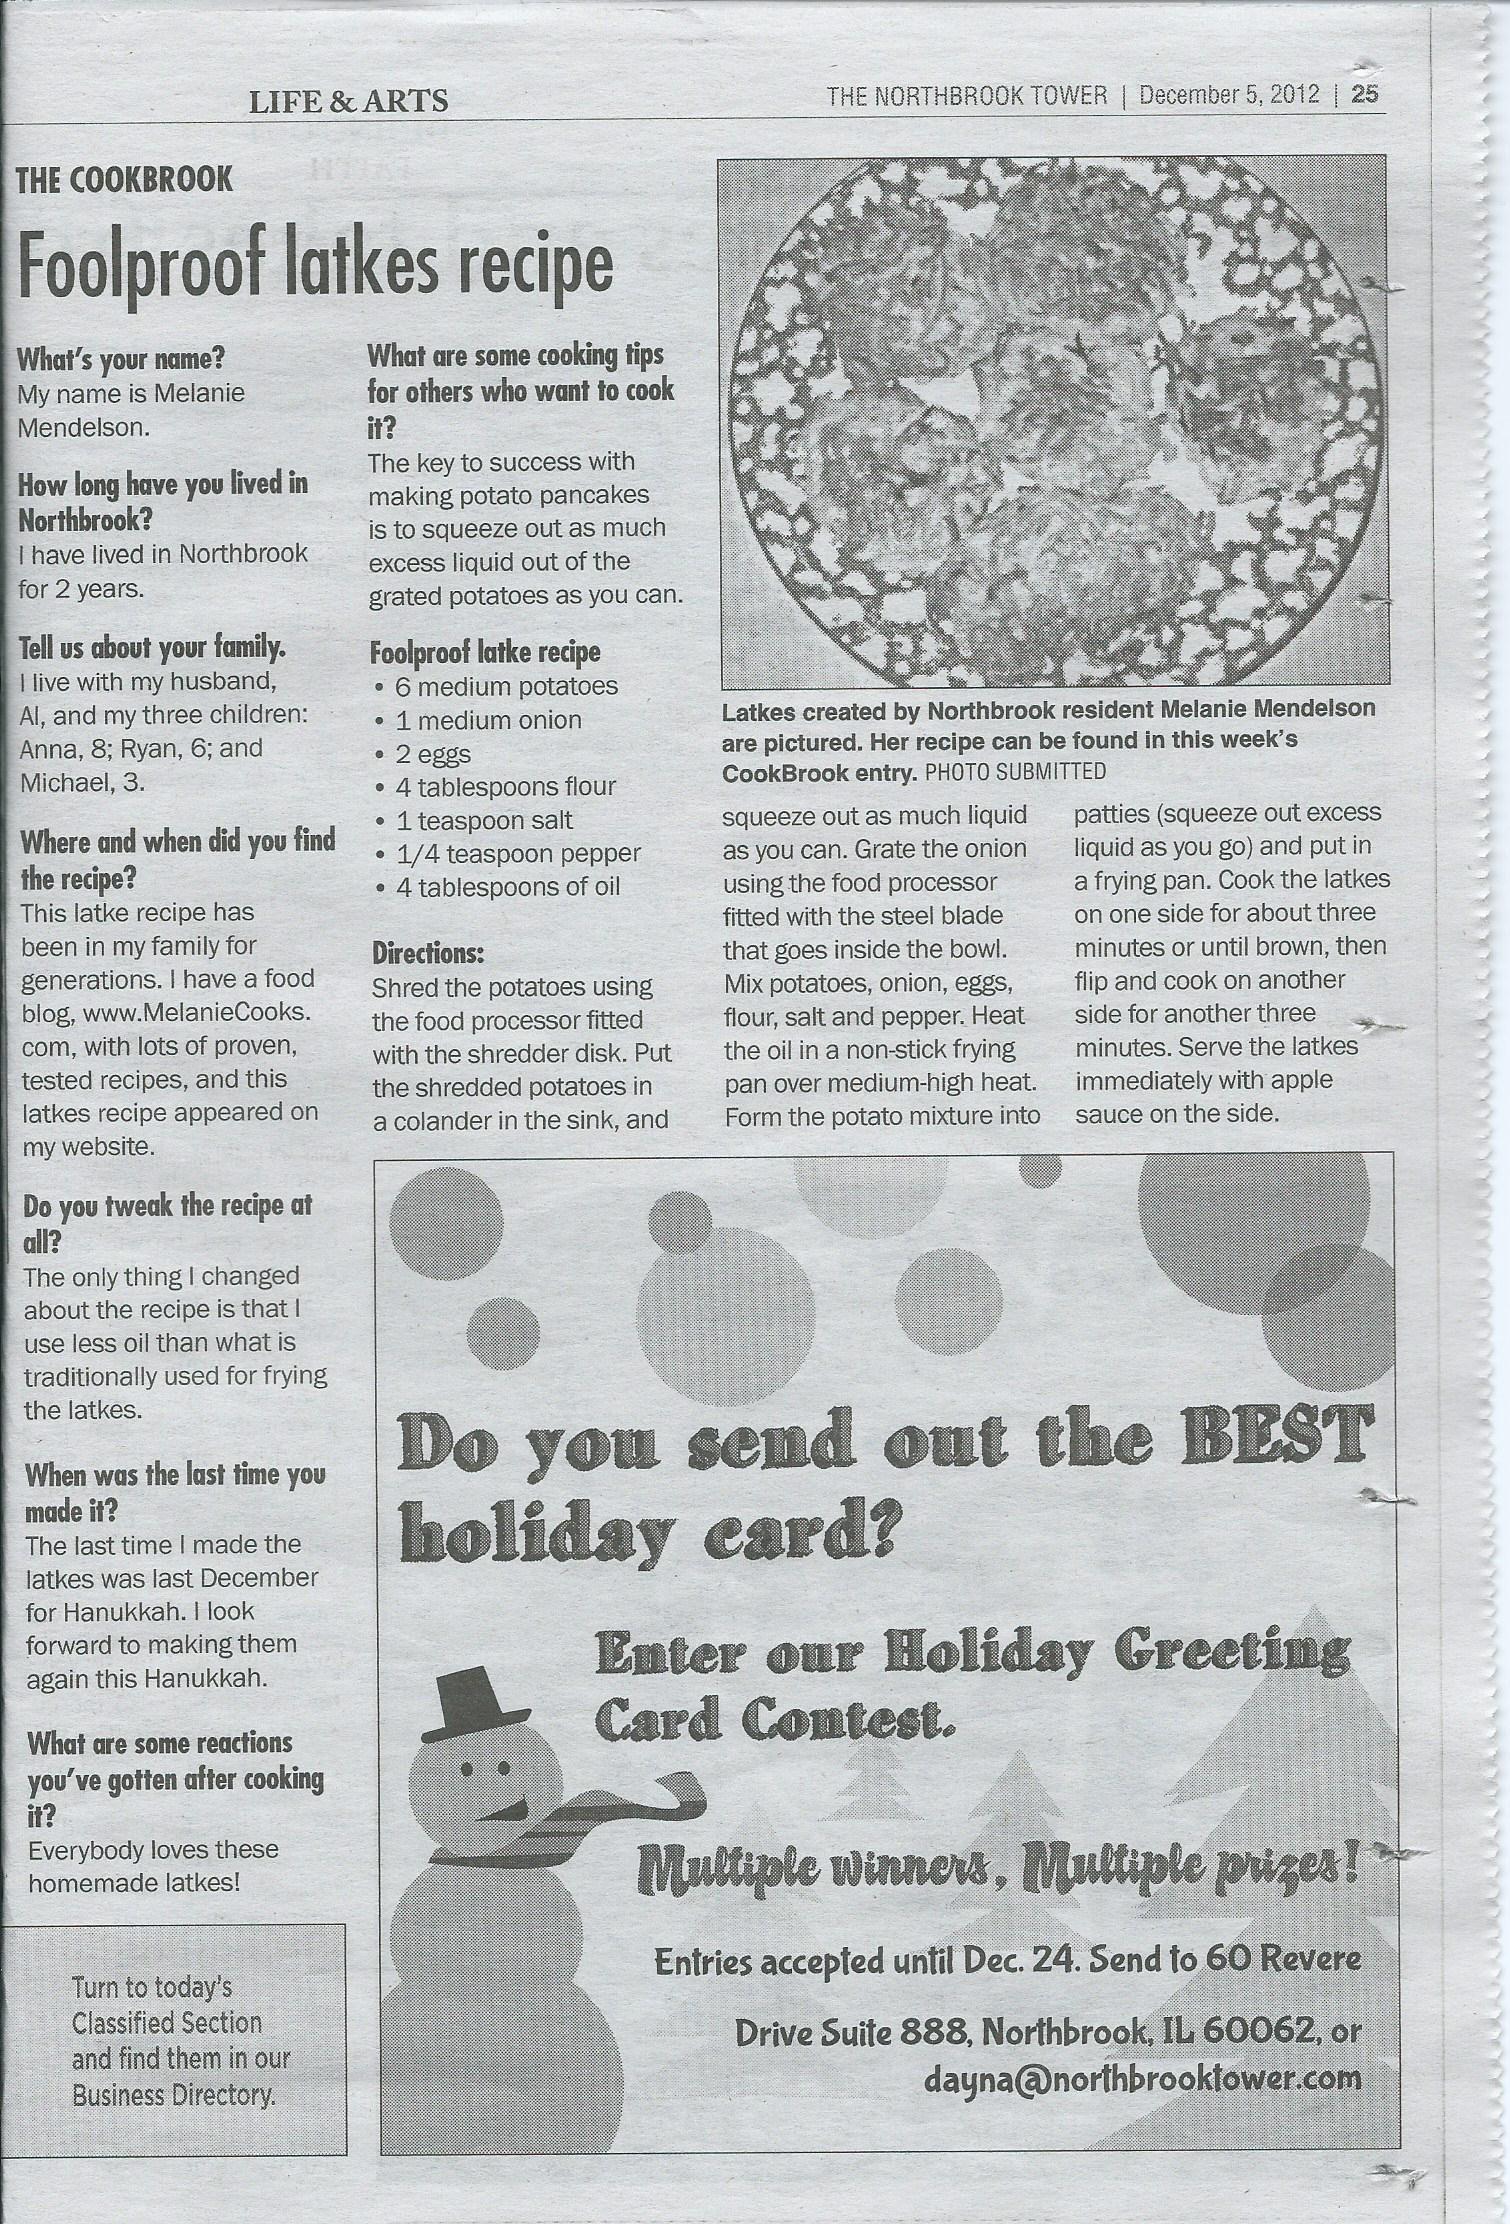 LIFE & ARTS
THE NORTHBROOK TOWER | December 5, 2012 | 25
THE COOKBROOK
Foolproof latkes recipe
What's your name?
My name is Melanie
Mendelson.
How long have you lived in
Northbrook?
I have lived in Northbrook
for 2 years.
Tell us about your family.
I live with my husband,
Al, and my three children:
Anna, 8; Ryan, 6; and
Michael, 3.
Where and when did you find
the recipe?
This latke recipe has
been in my family for
generations. I have a food
blog, www.MelanieCooks.
com, with lots of proven,
tested recipes, and this
latkes recipe appeared on
my website.
Do you tweak the recipe at
all?
The only thing I changed
about the recipe is that I
use less oil than what is
traditionally used for frying
the latkes.
When was the last time you
made it?
The last time I made the
latkes was last December
for Hanukkah. I look
forward to making them
again this Hanukkah.
What are some reactions
you've gotten after cooking
it?
Everybody loves these
homemade latkes!
What are some cooking tips
for others who want to cook
it?
The key to success with
making potato pancakes
is to squeeze out as much
excess liquid out of the
grated potatoes as you can.
Foolproof latke recipe
• 6 medium potatoes
• 1 medium onion
• 2 eggs
• 4 tablespoons flour
• 1 teaspoon salt
• 1/4 teaspoon pepper
• 4 tablespoons of oil
Directions:
Shred the potatoes using
the food processor fitted
with the shredder disk. Put
the shredded potatoes in
a colander in the sink, and
Latkes created by Northbrook resident Melanie Mendelson
are pictured. Her recipe can be found in this week's
CookBrook entry. PHOTO SUBMITTED
squeeze out as much liquid
as you can. Grate the onion
using the food processor
fitted with the steel blade
that goes inside the bowl.
Mix potatoes, onion, eggs,
flour, salt and pepper. Heat
the oil in a non-stick frying
pan over medium-high heat.
Form the potato mixture into
patties (squeeze out excess
liquid as you go) and put in
a frying pan. Cook the latkes
on one side for about three
minutes or until brown, then
flip and cook on another
side for another three
minutes. Serve the latkes
immediately with apple
sauce on the side.
Turn to today's
Classified Section
and find them in our
Business Directory.
Do you send out the BEST
holiday card?
Enter our Holiday Greeting
Card Contest.
Multiple winners, Multiple prizes!
Entries accepted until Dec. 24. Send to 60 Revere
Drive Suite 888, Northbrook, IL 60062, or
dayna@northbrooktower.com